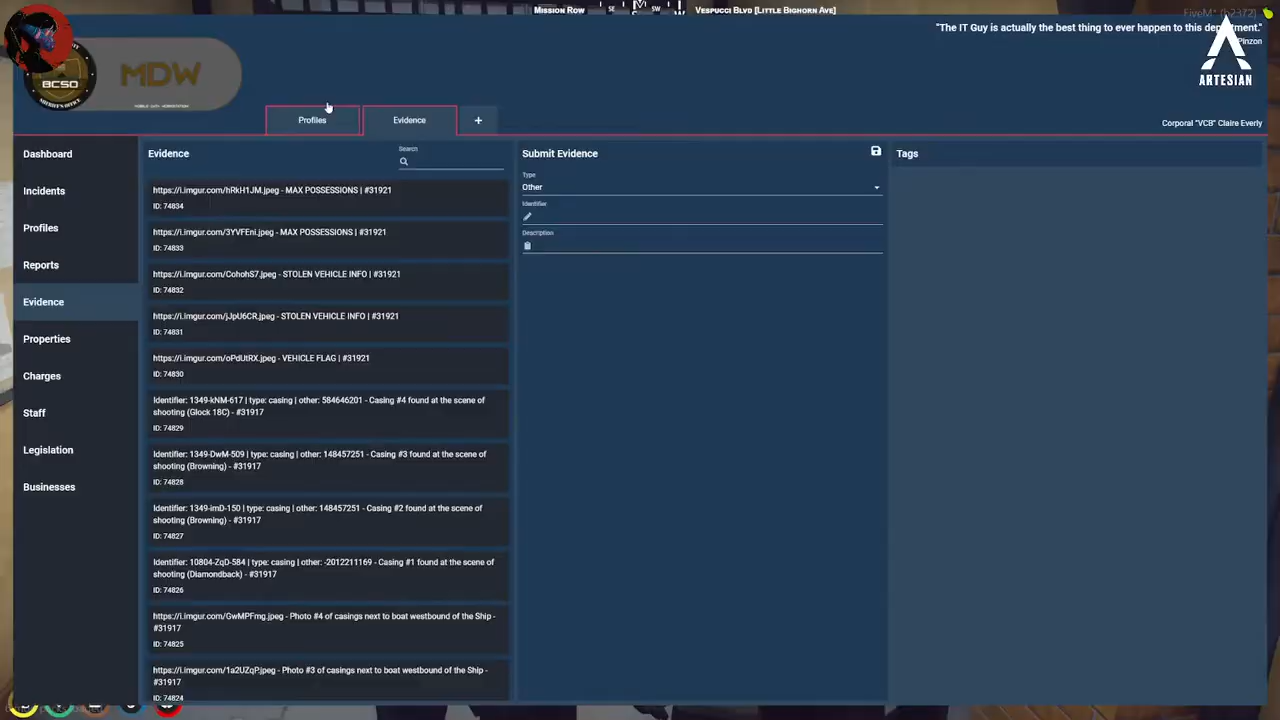 Mission Row
SE
M
SW
W
Vespucci Blvd [Little Bighorn Ave]
FiveM® (b2372)
"The IT Guy is actually the best thing to ever happen to this department."
Pinzon
ARTESIAN
BCSO
SHERIFF'S OFFICE
MDW
MOBILE DATA WORKSTATION
Profiles
Evidence
+
Corporal "VCB" Claire Everly
Dashboard
Incidents
Profiles
Reports
Evidence
Properties
Charges
Staff
Legislation
Businesses
Evidence
Search
https://i.imgur.com/hRkH1JM.jpeg - MAX POSSESSIONS | #31921
ID: 74834
https://i.imgur.com/3YVFEni.jpeg - MAX POSSESSIONS | #31921
ID: 74833
https://i.imgur.com/CohohS7.jpeg - STOLEN VEHICLE INFO | #31921
ID: 74832
https://i.imgur.com/jJpU6CR.jpeg - STOLEN VEHICLE INFO | #31921
ID: 74831
https://i.imgur.com/oPdUtRX.jpeg - VEHICLE FLAG | #31921
ID: 74830
Identifier: 1349-kNM-617 | type: casing | other: 584646201 - Casing #4 found at the scene of
shooting (Glock 18C) - #31917
ID: 74829
Identifier: 1349-DwM-509 | type: casing | other: 148457251 - Casing #3 found at the scene of
shooting (Browning) - #31917
ID: 74828
Identifier: 1349-imD-150 | type: casing | other: 148457251 - Casing #2 found at the scene of
shooting (Browning) - #31917
ID: 74827
Identifier: 10804-ZqD-584 | type: casing | other: -2012211169 - Casing #1 found at the scene of
shooting (Diamondback) - #31917
ID: 74826
https://i.imgur.com/GwMPFmg.jpeg - Photo #4 of casings next to boat westbound of the Ship -
#31917
ID: 74825
https://i.imgur.com/1a2UZqP.jpeg - Photo #3 of casings next to boat westbound of the Ship -
#31917
ID: 74824
Submit Evidence
Type
Other
Identifier
Description
Tags